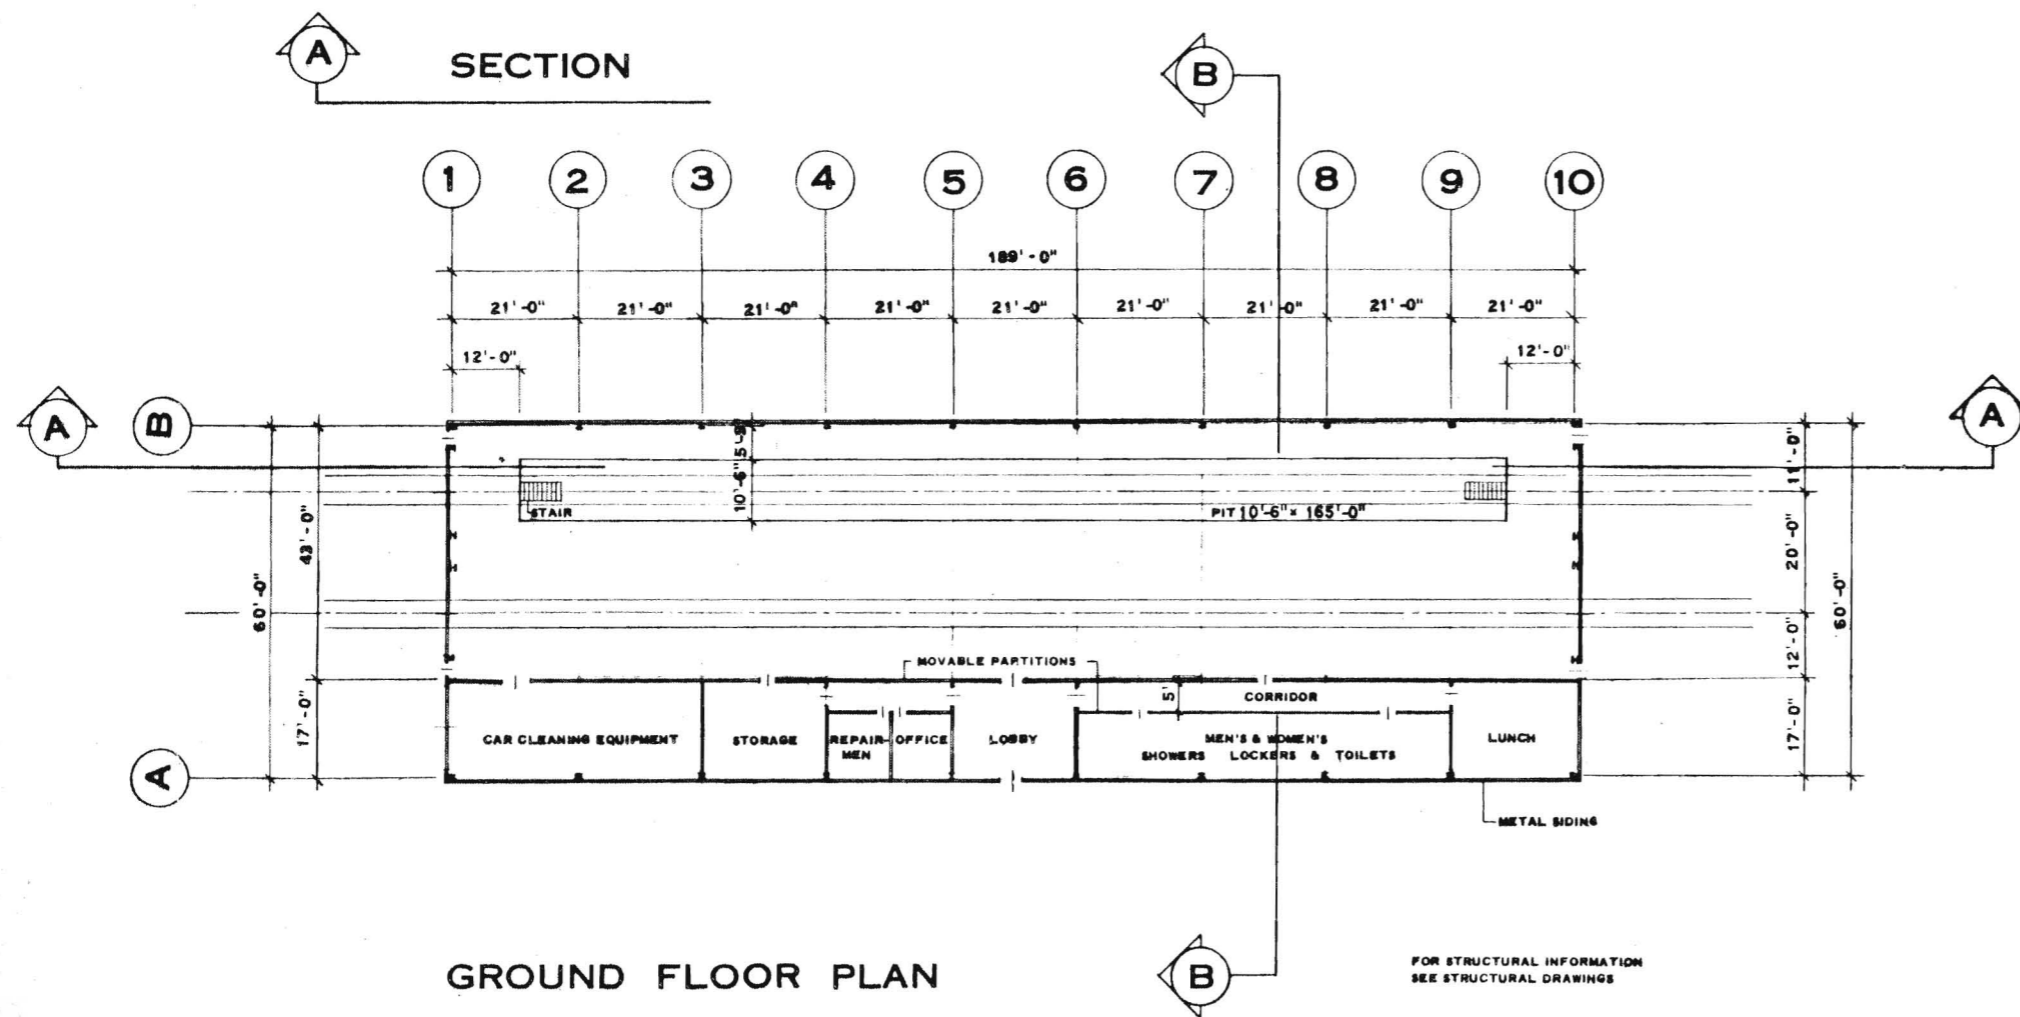 A
SECTION
B
1 2 3 4 5 6 7 8 9 10
189'-0"
21'-0" 21'-0" 21'-0" 21'-0" 21'-0" 21'-0" 21'-0" 21'-0" 21'-0"
12'-0" 12'-0"
A B A
5'-9"
10'-6"
11'-0"
STAIR
PIT 10'-6" x 165'-0"
43'-0"
20'-0"
60'-0"
60'-0"
12'-0"
MOVABLE PARTITIONS
5'
CORRIDOR
17'-0"
17'-0"
CAR CLEANING EQUIPMENT STORAGE REPAIR- OFFICE LOBBY MEN'S & WOMEN'S LUNCH
MEN SHOWERS LOCKERS & TOILETS
A
METAL SIDING
GROUND FLOOR PLAN
B
FOR STRUCTURAL INFORMATION
SEE STRUCTURAL DRAWINGS